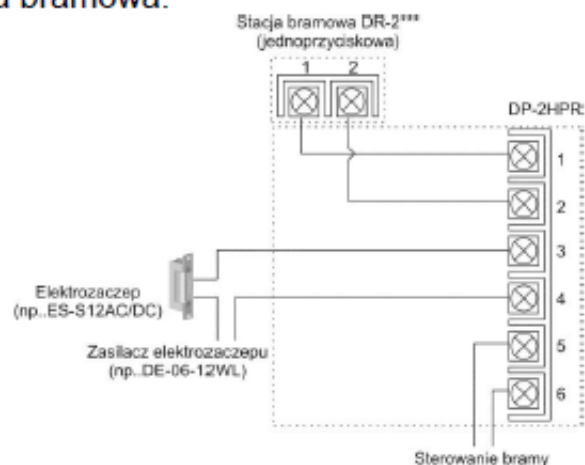 a bramowa.
Stacja bramowa DR-2***
(jednoprzyciskowa)
1 2
DP-2HPR
1
2
3
4
5
6
Elektrozaczep
(np..ES-S12AC/DC)
Zasilacz elektrozaczepu
(np..DE-06-12WL)
Sterowanie bramy